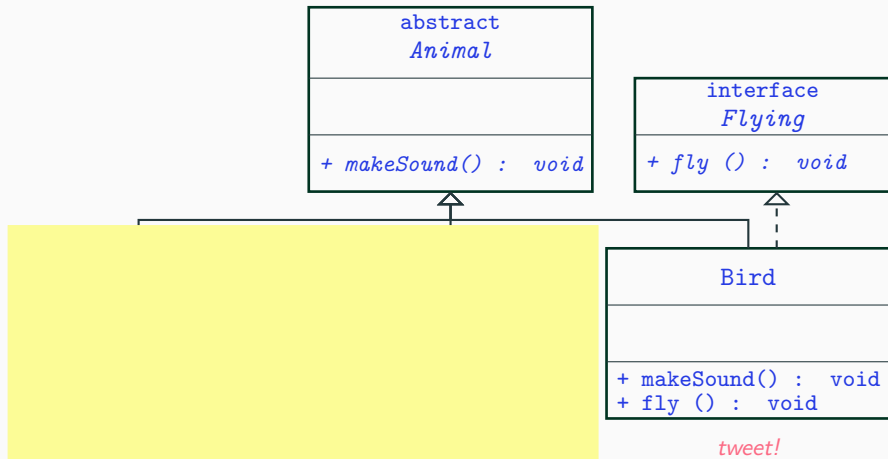 abstract
Animal
+ makeSound() : void
interface
Flying
+ fly () : void
Bird
+ makeSound() : void
+ fly () : void
tweet!